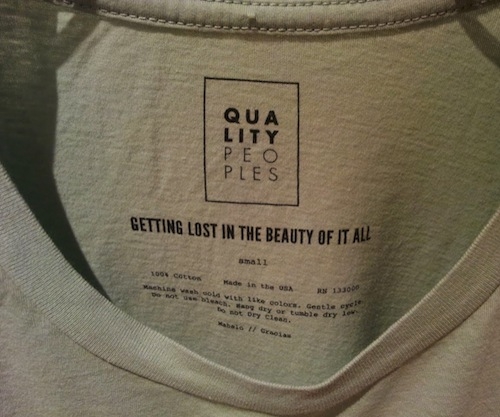 QUA
LITY
PEO
PLES
GETTING LOST IN THE BEAUTY OF IT ALL
small
100% Cotton Made in the USA RN
Machine wash cold with like colors. Gentle cycle.
Do not use bleach. Hang dry or tumble dry low.
Do not Dry Clean.
Mahalo // Gracias